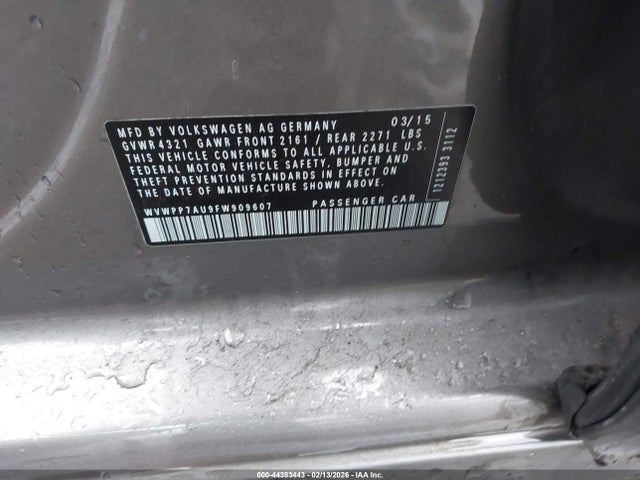 MFD BY VOLKSWAGEN AG GERMANY 03/15
GVWR 4321 GAWR FRONT 2161 / REAR 2271 LBS
THIS VEHICLE CONFORMS TO ALL APPLICABLE U.S.
FEDERAL MOTOR VEHICLE SAFETY, BUMPER AND
THEFT PREVENTION STANDARDS IN EFFECT ON
THE DATE OF MANUFACTURE SHOWN ABOVE.
WVWPP7AU9FW909607 PASSENGER CAR
1212393 3112
000-44383443 - 02/13/2026 - IAA Inc.